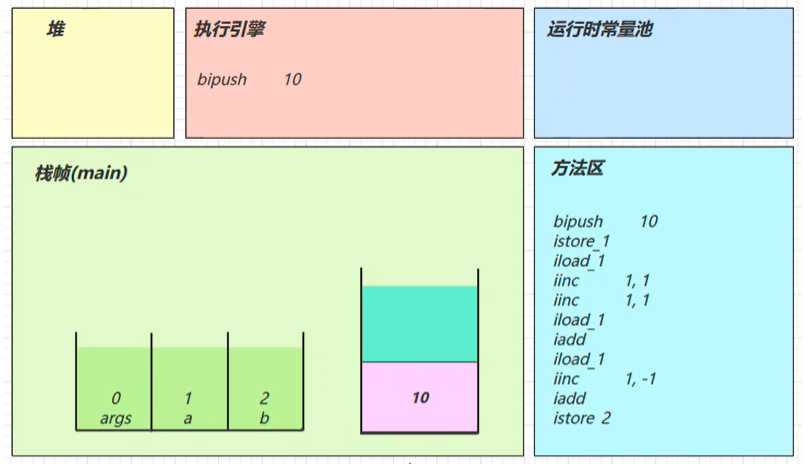 堆
执行引擎
bipush 10
运行时常量池
栈帧(main)
0 1 2
args a b
10
方法区
bipush 10
istore_1
iload_1
iinc 1, 1
iinc 1, 1
iload_1
iadd
iload_1
iinc 1, -1
iadd
istore 2